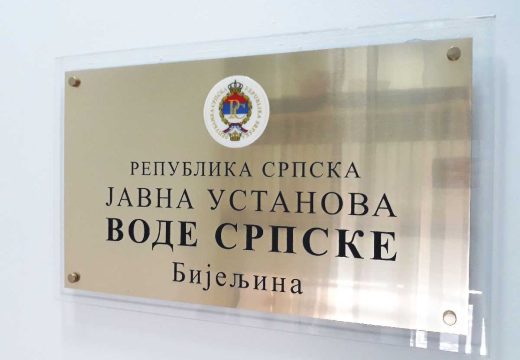 РЕПУБЛИКА СРПСКА
ЈАВНА УСТАНОВА
ВОДЕ СРПСКЕ
Бијељина